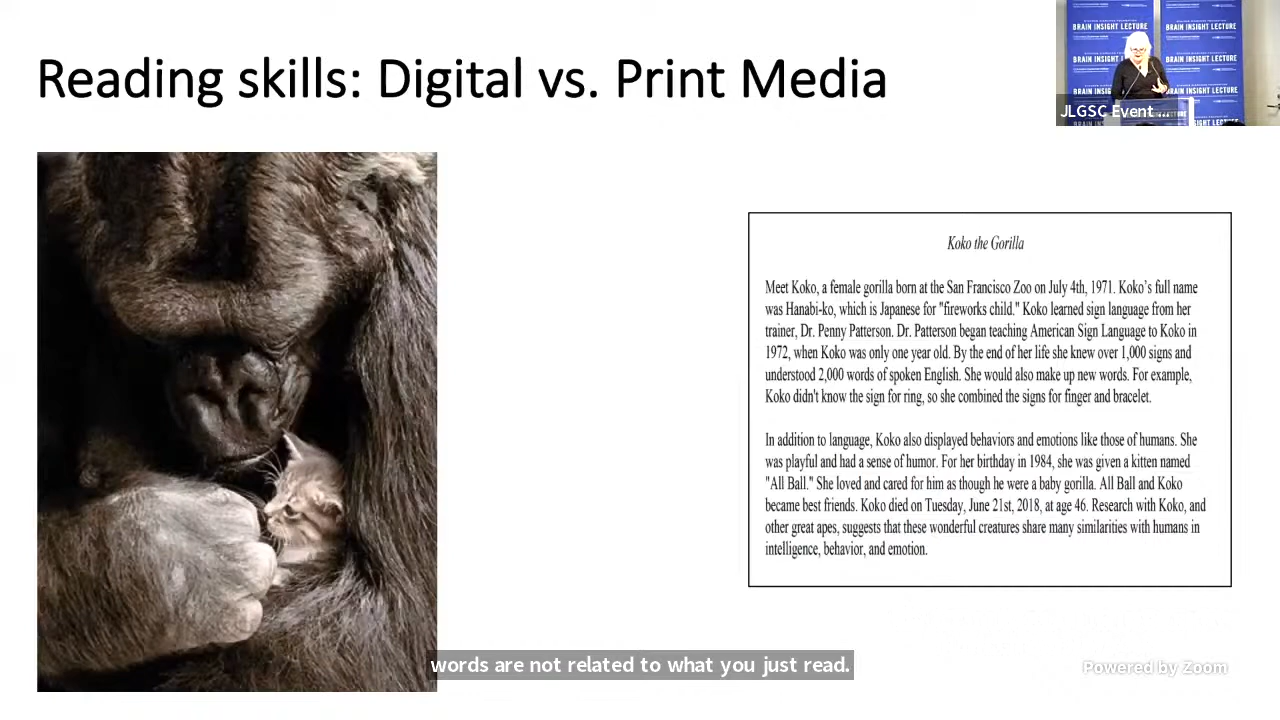 Reading skills: Digital vs. Print Media
BRAIN INSIGHT LECTURE
BRAIN INSIGHT LECTURE
JLGSC Event ...
Koko the Gorilla
Meet Koko, a female gorilla born at the San Francisco Zoo on July 4th, 1971. Koko's full name
was Hanabi-ko, which is Japanese for "fireworks child." Koko learned sign language from her
trainer, Dr. Penny Patterson. Dr. Patterson began teaching American Sign Language to Koko in
1972, when Koko was only one year old. By the end of her life she knew over 1,000 signs and
understood 2,000 words of spoken English. She would also make up new words. For example,
Koko didn't know the sign for ring, so she combined the signs for finger and bracelet.
In addition to language, Koko also displayed behaviors and emotions like those of humans. She
was playful and had a sense of humor. For her birthday in 1984, she was given a kitten named
"All Ball." She loved and cared for him as though he were a baby gorilla. All Ball and Koko
became best friends. Koko died on Tuesday, June 21st, 2018, at age 46. Research with Koko, and
other great apes, suggests that these wonderful creatures share many similarities with humans in
intelligence, behavior, and emotion.
words are not related to what you just read.
Powered by Zoom